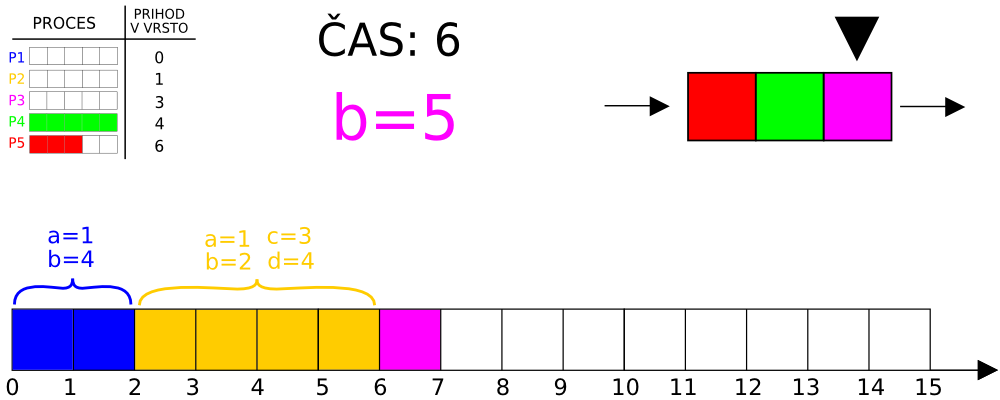 PROCES
PRIHOD
V VRSTO
P1 0
P2 1
P3 3
P4 4
P5 6
ČAS: 6
b=5
a=1
b=4
a=1 c=3
b=2 d=4
0 1 2 3 4 5 6 7 8 9 10 11 12 13 14 15